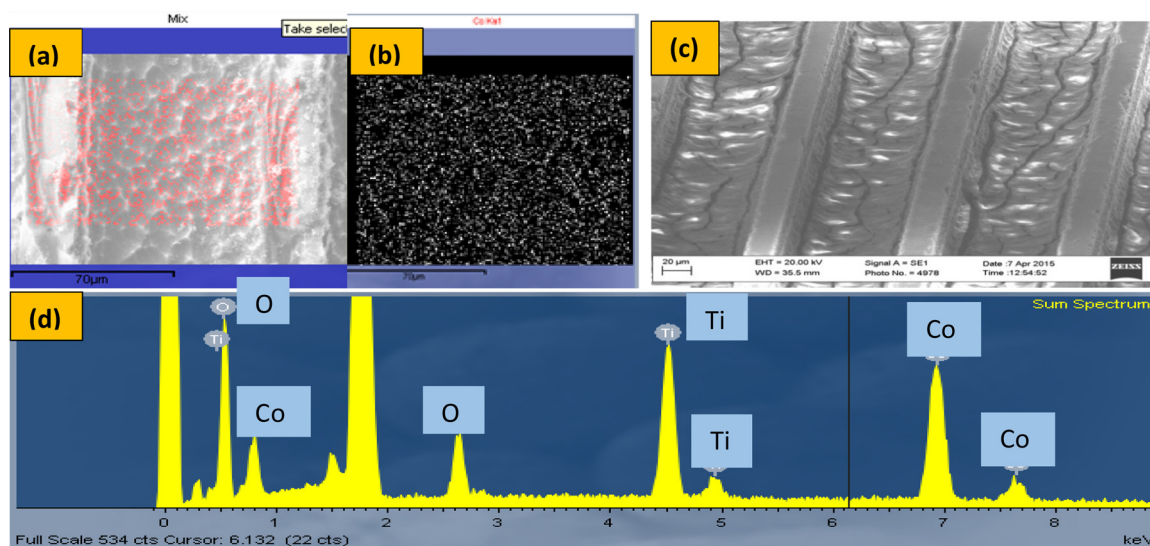 Mix
Take selec
Co Ka1
(a)
(b)
(c)
70µm
70µm
20 µm
EHT = 20.00 kV
WD = 35.5 mm
Signal A = SE1
Photo No. = 4978
Date :7 Apr 2015
Time :12:54:52
ZEISS
(d)
Sum Spectrum
O
O
Ti
Co
O
Ti
Ti
Ti
Co
Co
0 1 2 3 4 5 6 7 8
Full Scale 534 cts Cursor: 6.132 (22 cts)
keV